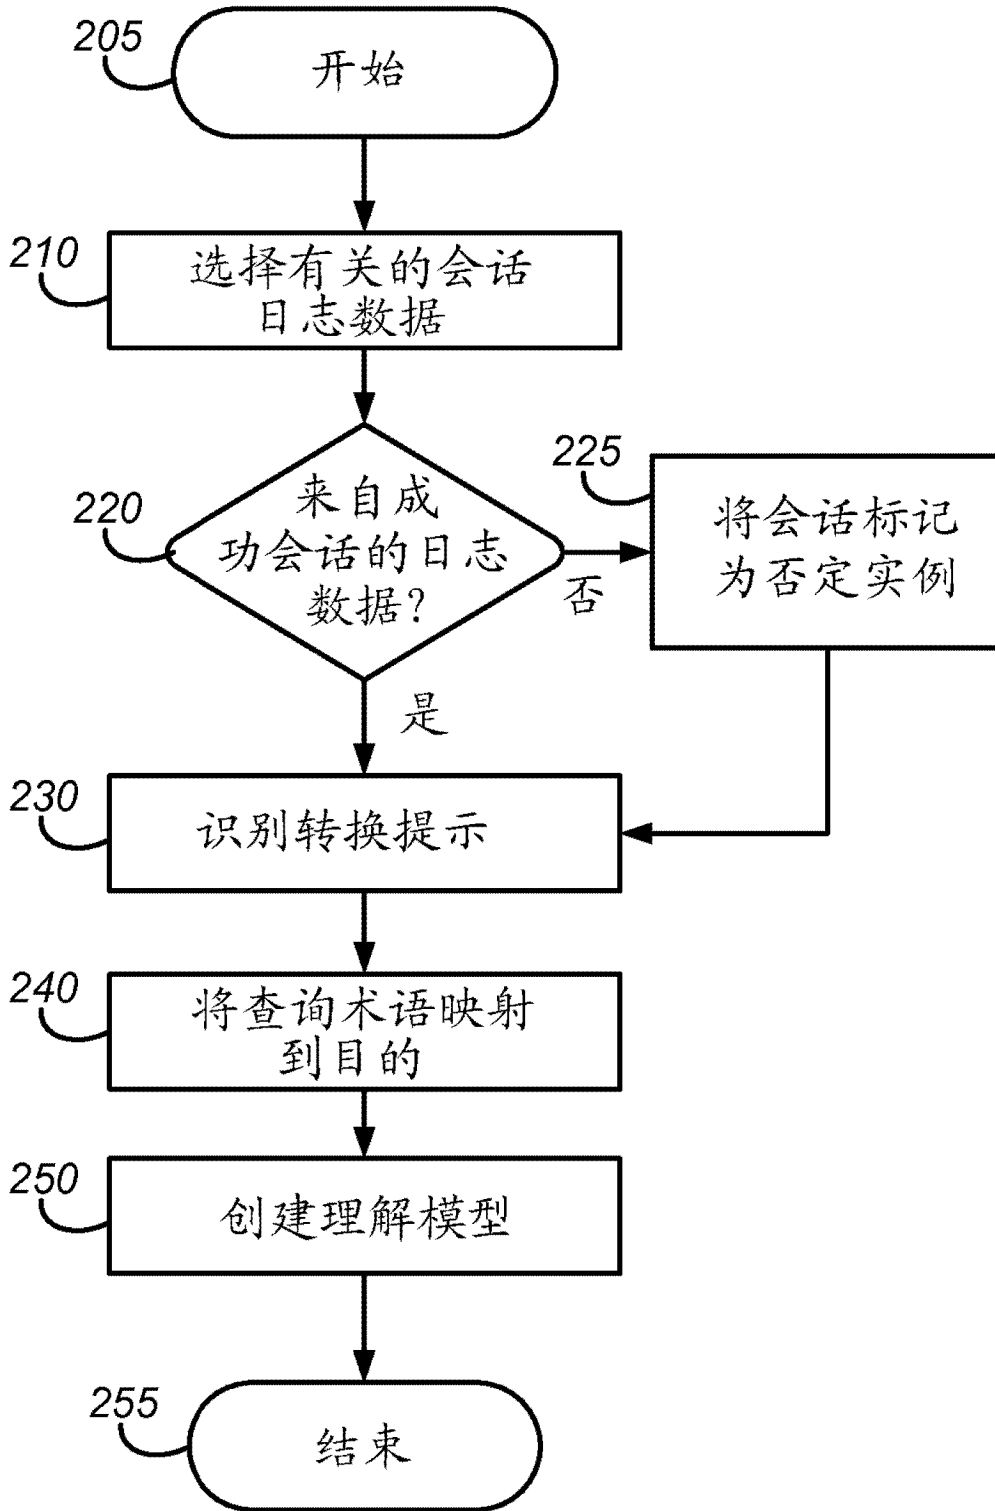 205
开始
210
选择有关的会话
日志数据
220
来自成
功会话的日志
数据?
否
225
将会话标记
为否定实例
是
230
识别转换提示
240
将查询术语映射
到目的
250
创建理解模型
255
结束